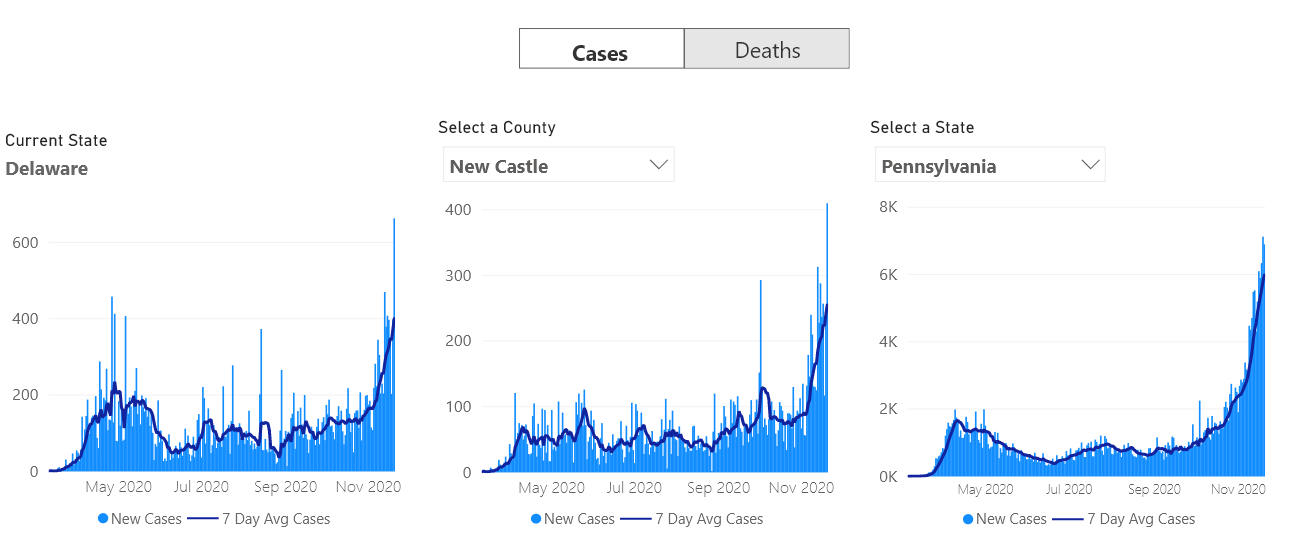 Cases
Deaths
Current State
Delaware
600
400
200
0
May 2020
Jul 2020
Sep 2020
Nov 2020
New Cases
7 Day Avg Cases
Select a County
New Castle
400
300
200
100
0
May 2020
Jul 2020
Sep 2020
Nov 2020
New Cases
7 Day Avg Cases
Select a State
Pennsylvania
8K
6K
4K
2K
0K
May 2020
Jul 2020
Sep 2020
Nov 2020
New Cases
7 Day Avg Cases